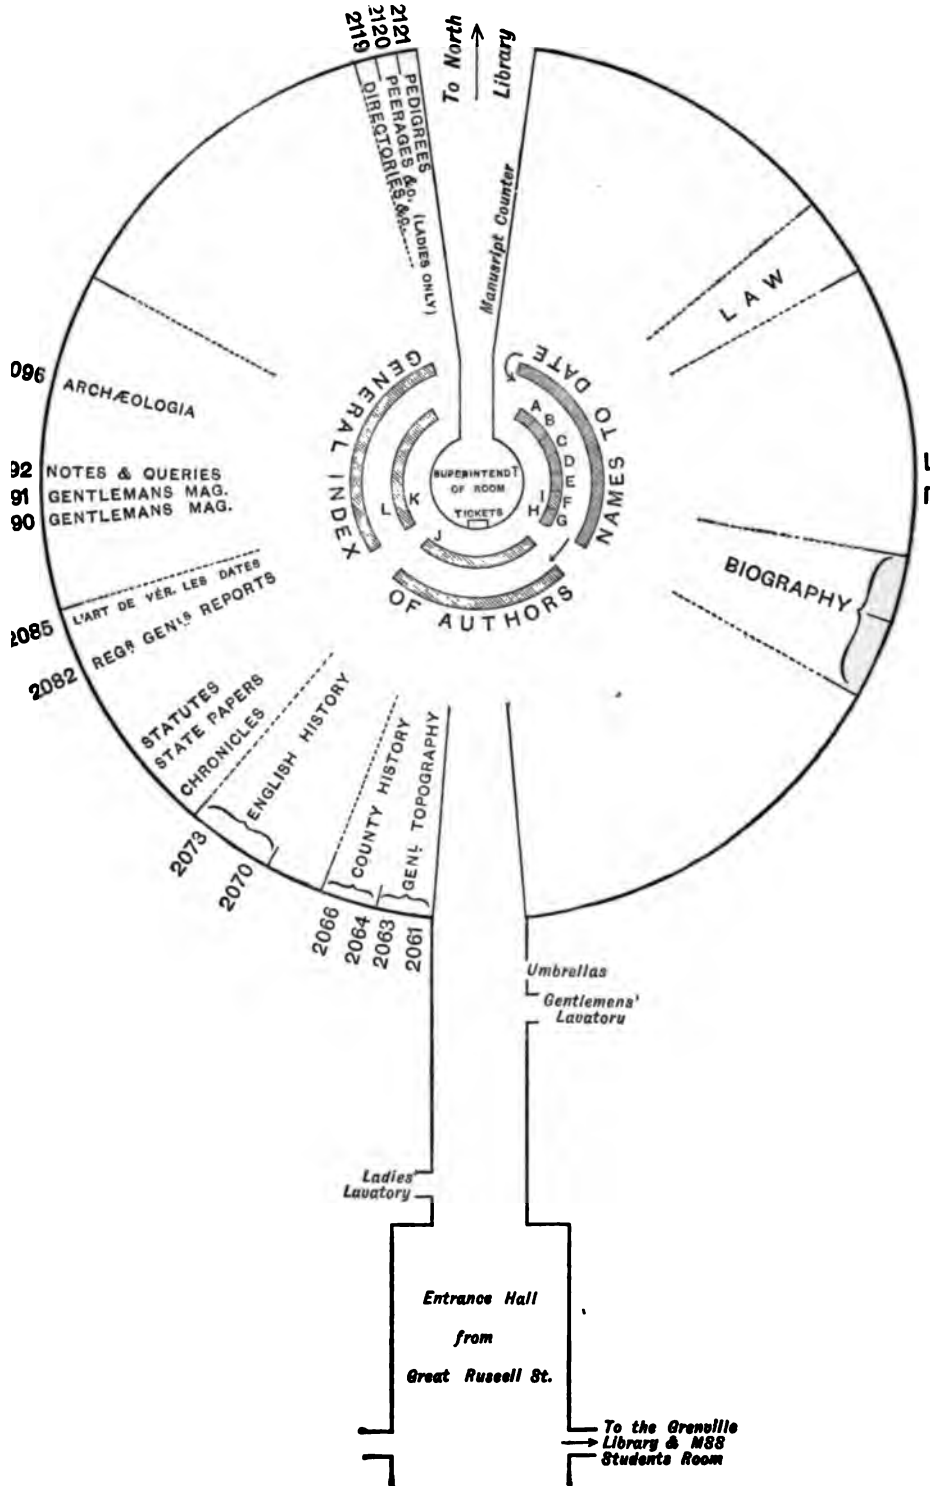 To North
Library
2121
2120
2119
PEDIGREES
PEERAGES &c. (LADIES ONLY)
DIRECTORIES &c.
Manuscript Counter
LAW
096
ARCHÆOLOGIA
92
NOTES & QUERIES
91
GENTLEMANS MAG.
90
GENTLEMANS MAG.
GENERAL INDEX
OF AUTHORS
NAMES TO DATE
A
B
C
D
E
F
G
H
I
J
K
L
SUPERINTENDT
OF ROOM
TICKETS
BIOGRAPHY
2085
L'ART DE VÉR. LES DATES
2082
REGR GENLS REPORTS
STATUTES
STATE PAPERS
CHRONICLES
2073
ENGLISH HISTORY
2070
2066
COUNTY HISTORY
2064
2063
GENL TOPOGRAPHY
2061
Umbrellas
Gentlemens'
Lavatory
Ladies'
Lavatory
Entrance Hall
from
Great Russell St.
To the Grenville
Library & MSS
Students Room